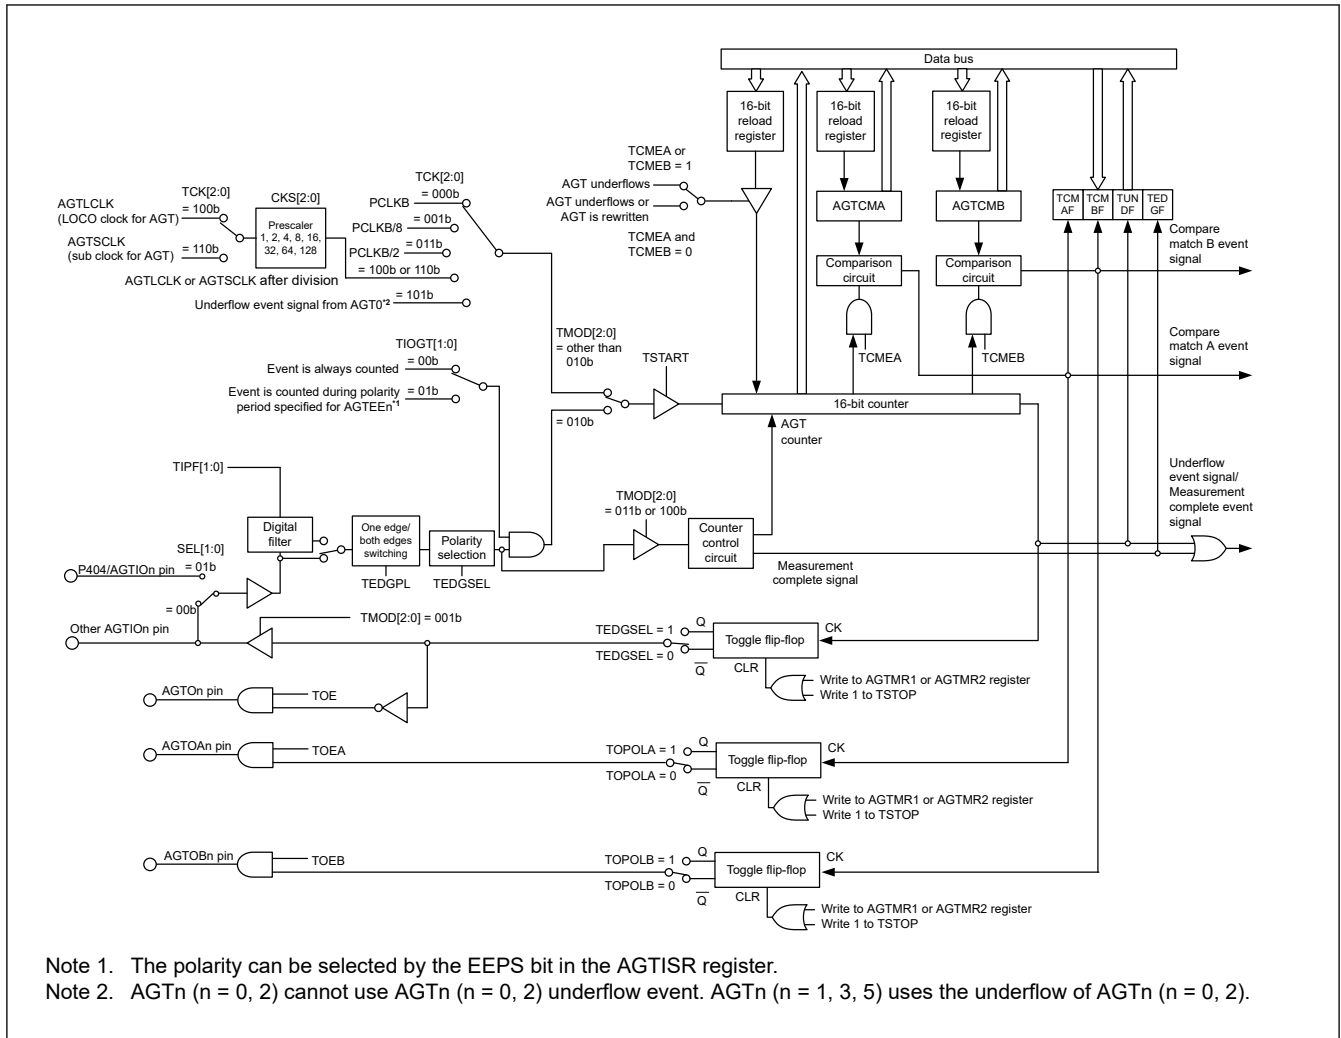 Data bus
16-bit
reload
register
16-bit
reload
register
16-bit
reload
register
TCMEA or
TCMEB = 1
AGT underflows
AGT underflows or
AGT is rewritten
TCMEA and
TCMEB = 0
AGTCMA
AGTCMB
TCM
AF
TCM
BF
TUN
DF
TED
GF
Comparison
circuit
Comparison
circuit
TCMEA
TCMEB
Compare
match B event
signal
Compare
match A event
signal
TCK[2:0]
AGTLCLK
(LOCO clock for AGT)
= 100b
AGTSCLK
(sub clock for AGT)
= 110b
CKS[2:0]
Prescaler
1, 2, 4, 8, 16,
32, 64, 128
TCK[2:0]
PCLKB
= 000b
PCLKB/8
= 001b
PCLKB/2
= 011b
AGTLCLK or AGTSCLK after division
= 100b or 110b
Underflow event signal from AGT0*2
= 101b
TIOGT[1:0]
Event is always counted
= 00b
Event is counted during polarity
period specified for AGTEEn*1
= 01b
TMOD[2:0]
= other than
010b
= 010b
TSTART
16-bit counter
AGT
counter
TIPF[1:0]
Digital
filter
One edge/
both edges
switching
Polarity
selection
TEDGPL
TEDGSEL
TMOD[2:0]
= 011b or 100b
Counter
control
circuit
Measurement
complete signal
Underflow
event signal/
Measurement
complete event
signal
SEL[1:0]
P404/AGTIOn pin
= 01b
= 00b
Other AGTIOn pin
TMOD[2:0] = 001b
TEDGSEL = 1
TEDGSEL = 0
Q
Q
Toggle flip-flop
CK
CLR
Write to AGTMR1 or AGTMR2 register
Write 1 to TSTOP
AGTOn pin
TOE
AGTOAn pin
TOEA
TOPOLA = 1
TOPOLA = 0
Q
Q
Toggle flip-flop
CK
CLR
Write to AGTMR1 or AGTMR2 register
Write 1 to TSTOP
AGTOBn pin
TOEB
TOPOLB = 1
TOPOLB = 0
Q
Q
Toggle flip-flop
CK
CLR
Write to AGTMR1 or AGTMR2 register
Write 1 to TSTOP
Note 1. The polarity can be selected by the EEPS bit in the AGTISR register.
Note 2. AGTn (n = 0, 2) cannot use AGTn (n = 0, 2) underflow event. AGTn (n = 1, 3, 5) uses the underflow of AGTn (n = 0, 2).